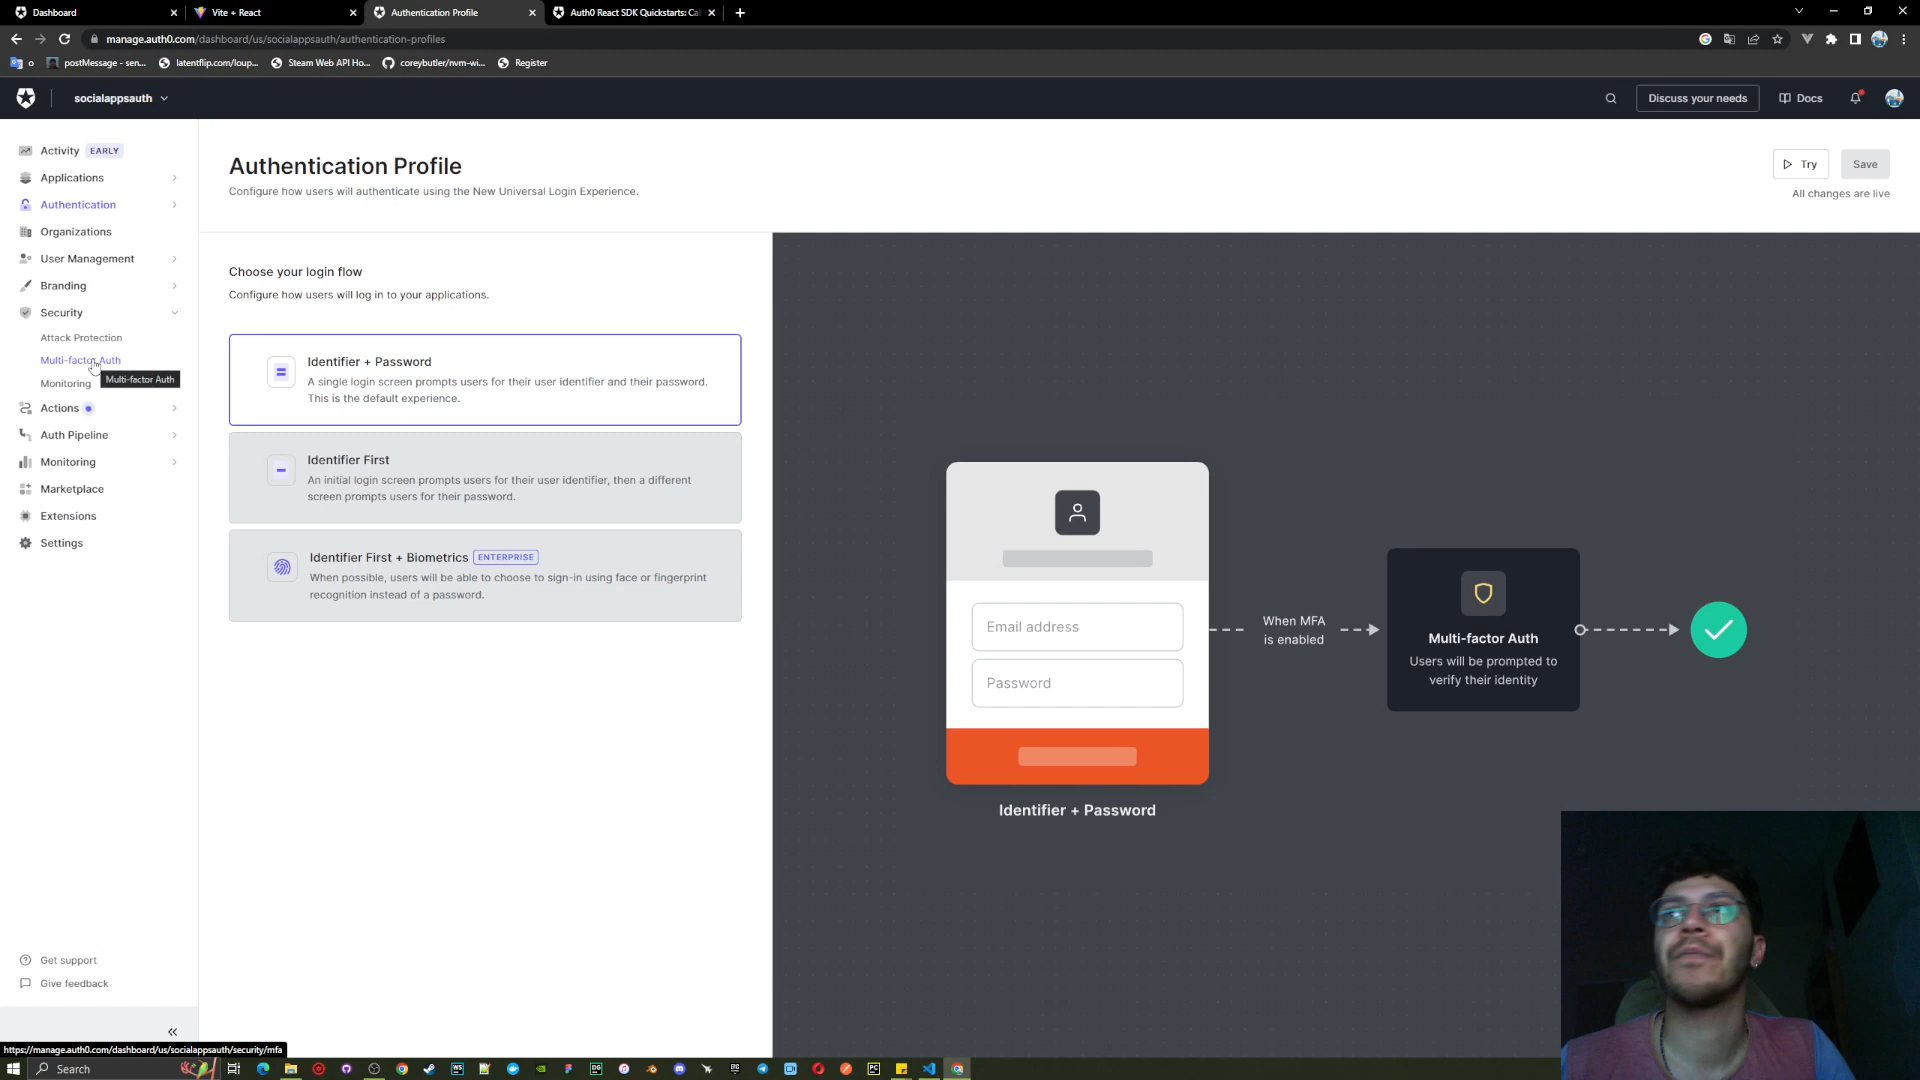 Dashboard
Vite + React
Authentication Profile
Auth0 React SDK Quickstarts: Cal
manage.auth0.com/dashboard/us/socialappsauth/authentication-profiles
o
postMessage - sen...
latentflip.com/loup...
Steam Web API Ho...
coreybutler/nvm-wi...
Register
socialappsauth
Discuss your needs
Docs
Activity EARLY
Applications
Authentication
Organizations
User Management
Branding
Security
Attack Protection
Multi-factor Auth
Multi-factor Auth
Monitoring
Actions
Auth Pipeline
Monitoring
Marketplace
Extensions
Settings
Get support
Give feedback
Authentication Profile
Configure how users will authenticate using the New Universal Login Experience.
Try
Save
All changes are live
Choose your login flow
Configure how users will log in to your applications.
Identifier + Password
A single login screen prompts users for their user identifier and their password.
This is the default experience.
Identifier First
An initial login screen prompts users for their user identifier, then a different
screen prompts users for their password.
Identifier First + Biometrics ENTERPRISE
When possible, users will be able to choose to sign-in using face or fingerprint
recognition instead of a password.
Email address
Password
Identifier + Password
When MFA
is enabled
Multi-factor Auth
Users will be prompted to
verify their identity
https://manage.auth0.com/dashboard/us/socialappsauth/security/mfa
Search